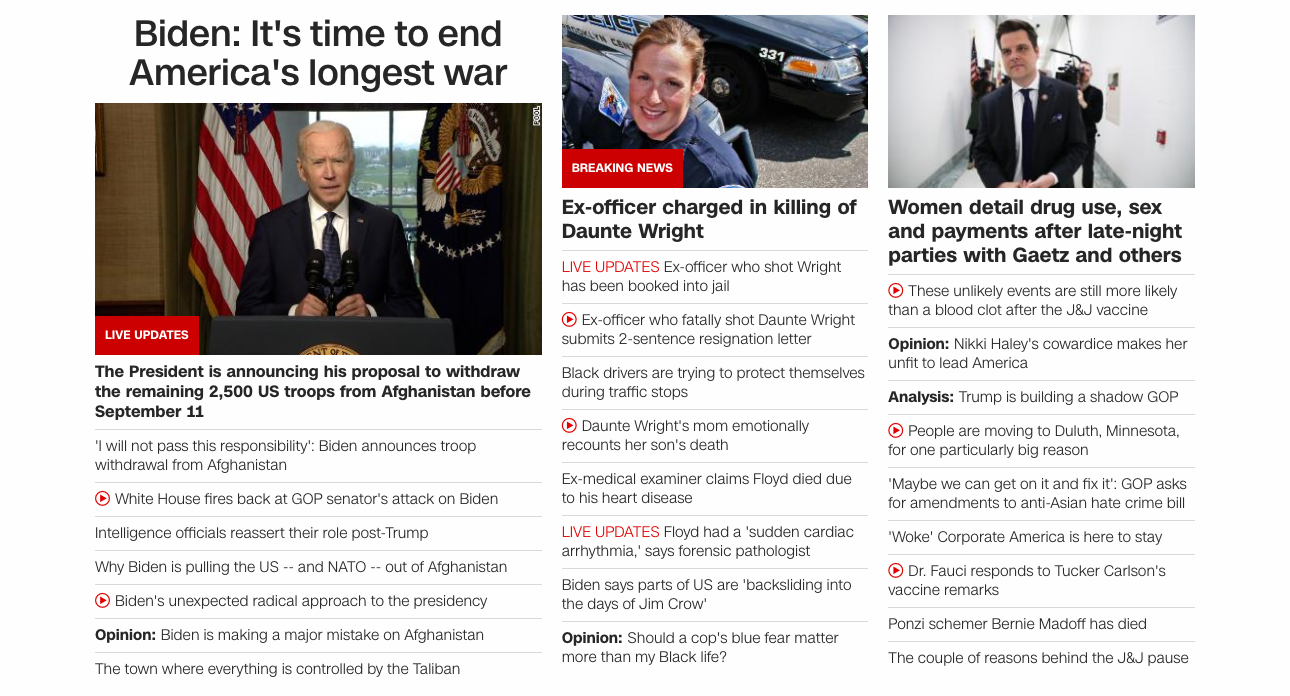 Biden: It's time to end
America's longest war
POOL
LIVE UPDATES
The President is announcing his proposal to withdraw
the remaining 2,500 US troops from Afghanistan before
September 11
'I will not pass this responsibility': Biden announces troop
withdrawal from Afghanistan
White House fires back at GOP senator's attack on Biden
Intelligence officials reassert their role post-Trump
Why Biden is pulling the US -- and NATO -- out of Afghanistan
Biden's unexpected radical approach to the presidency
Opinion: Biden is making a major mistake on Afghanistan
The town where everything is controlled by the Taliban
331
BREAKING NEWS
Ex-officer charged in killing of
Daunte Wright
LIVE UPDATES Ex-officer who shot Wright
has been booked into jail
Ex-officer who fatally shot Daunte Wright
submits 2-sentence resignation letter
Black drivers are trying to protect themselves
during traffic stops
Daunte Wright's mom emotionally
recounts her son's death
Ex-medical examiner claims Floyd died due
to his heart disease
LIVE UPDATES Floyd had a 'sudden cardiac
arrhythmia,' says forensic pathologist
Biden says parts of US are 'backsliding into
the days of Jim Crow'
Opinion: Should a cop's blue fear matter
more than my Black life?
Women detail drug use, sex
and payments after late-night
parties with Gaetz and others
These unlikely events are still more likely
than a blood clot after the J&J vaccine
Opinion: Nikki Haley's cowardice makes her
unfit to lead America
Analysis: Trump is building a shadow GOP
People are moving to Duluth, Minnesota,
for one particularly big reason
'Maybe we can get on it and fix it': GOP asks
for amendments to anti-Asian hate crime bill
'Woke' Corporate America is here to stay
Dr. Fauci responds to Tucker Carlson's
vaccine remarks
Ponzi schemer Bernie Madoff has died
The couple of reasons behind the J&J pause